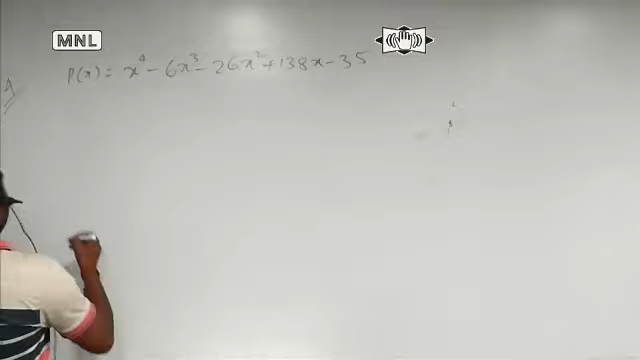 MNL
P(x) = x⁴ - 6x³ - 26x² + 138x - 35